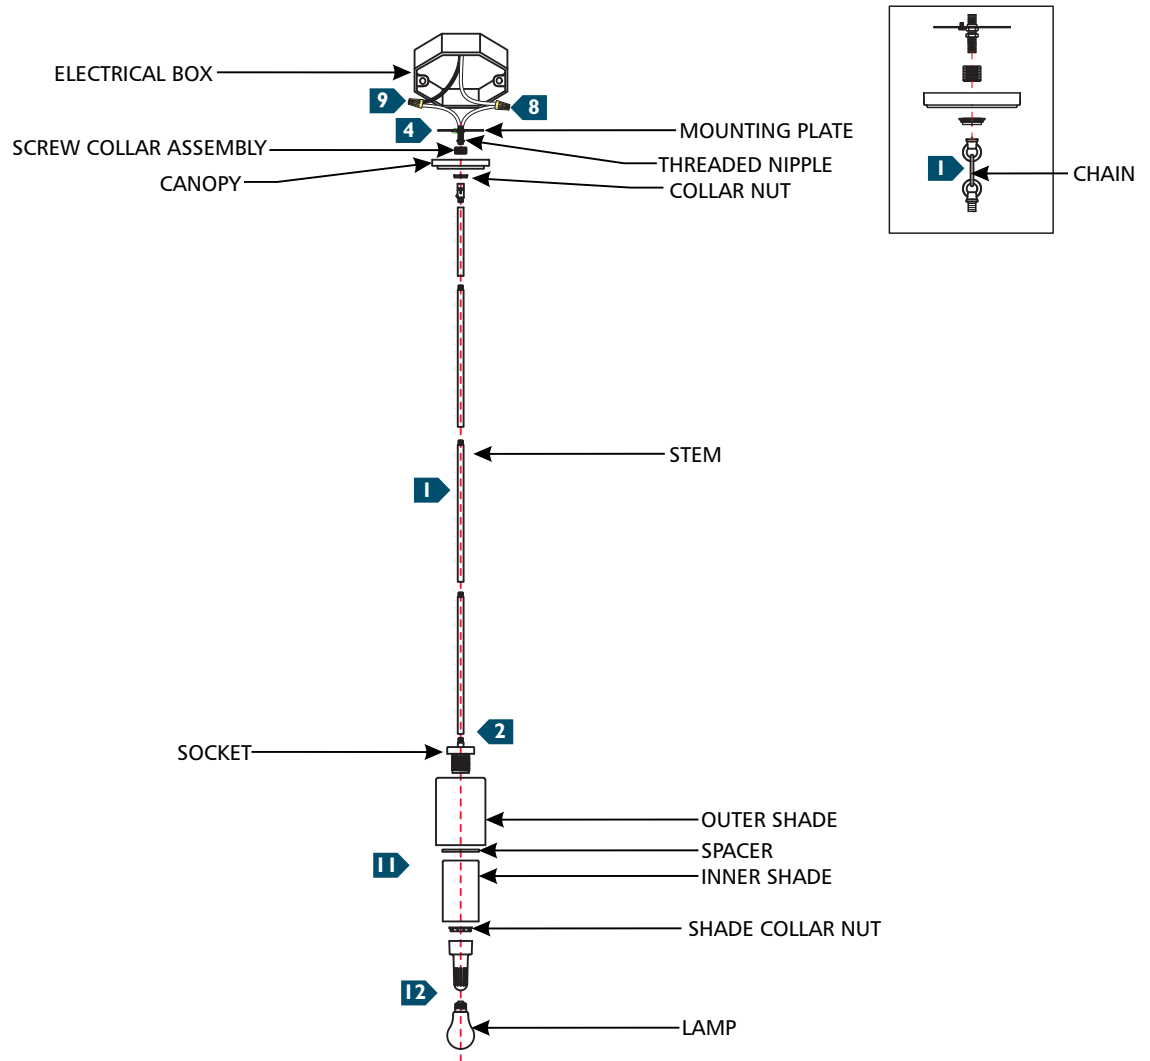 ELECTRICAL BOX
9
8
4
MOUNTING PLATE
SCREW COLLAR ASSEMBLY
THREADED NIPPLE
CANOPY
COLLAR NUT
1
CHAIN
STEM
1
2
SOCKET
OUTER SHADE
SPACER
11
INNER SHADE
SHADE COLLAR NUT
12
LAMP